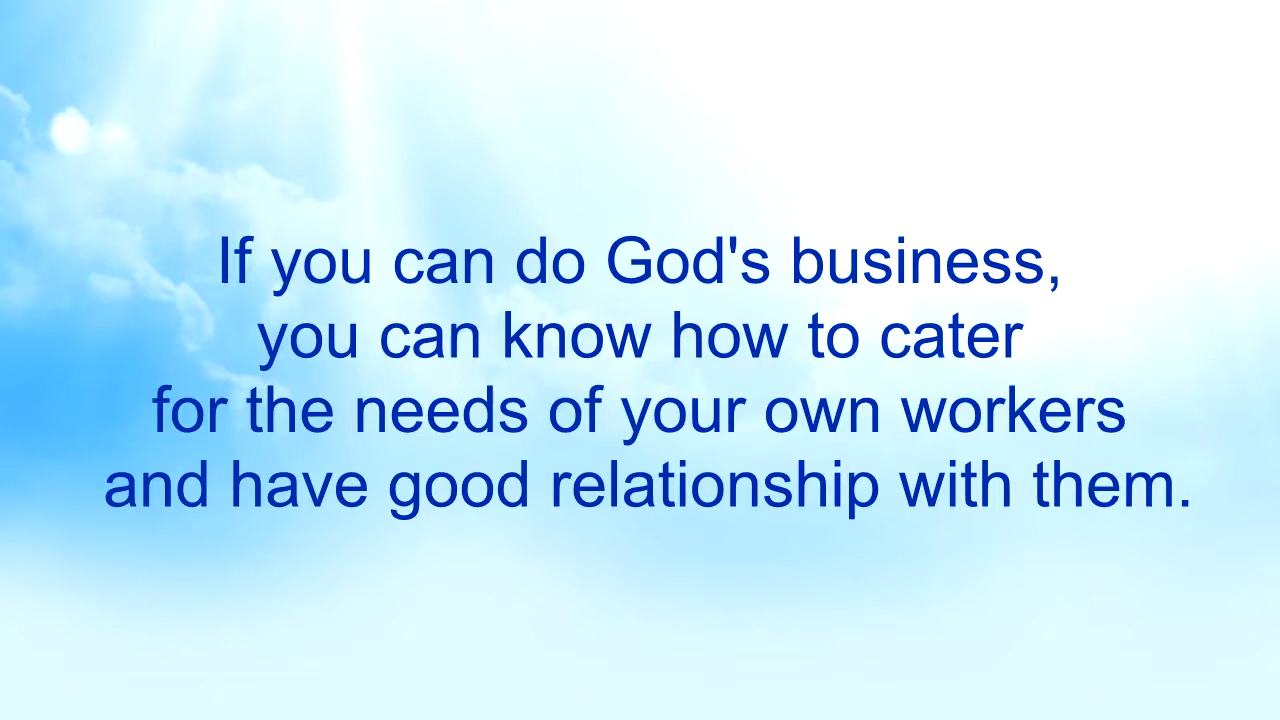 If you can do God's business,
you can know how to cater
for the needs of your own workers
and have good relationship with them.